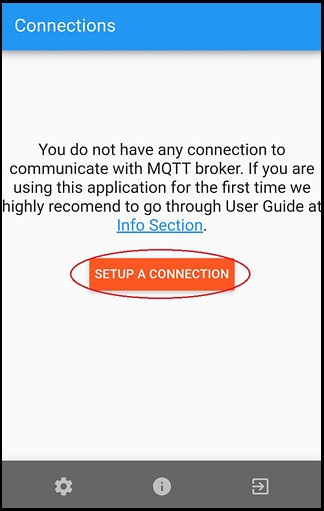 Connections
You do not have any connection to
communicate with MQTT broker. If you are
using this application for the first time we
highly recomend to go through User Guide at
Info Section.
SETUP A CONNECTION